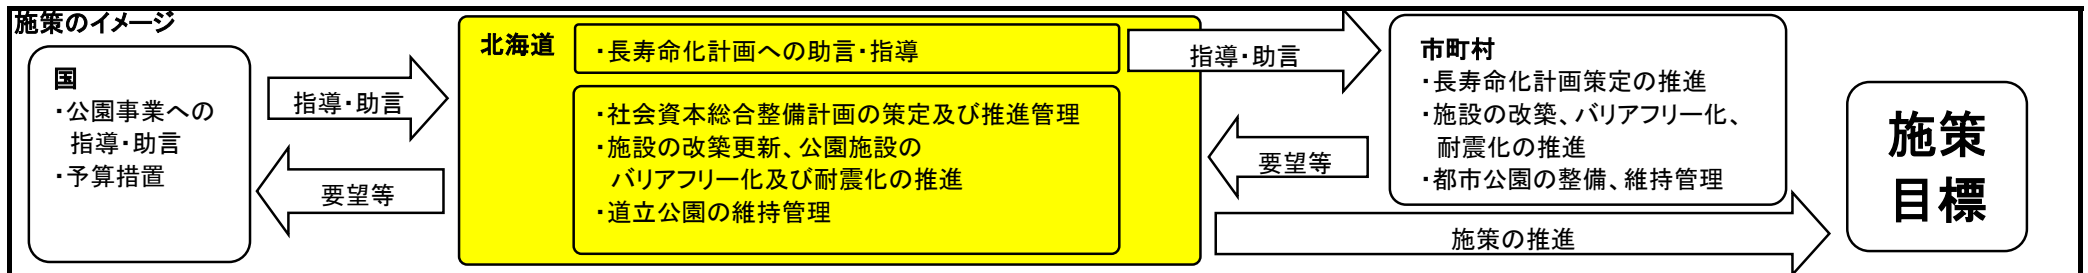 施策のイメージ
国
・公園事業への
指導・助言
・予算措置
指導・助言
要望等
北海道
・長寿命化計画への助言・指導
・社会資本総合整備計画の策定及び推進管理
・施設の改築更新、公園施設の
バリアフリー化及び耐震化の推進
・道立公園の維持管理
指導・助言
要望等
市町村
・長寿命化計画策定の推進
・施設の改築、バリアフリー化、
耐震化の推進
・都市公園の整備、維持管理
施策の推進
施策
目標